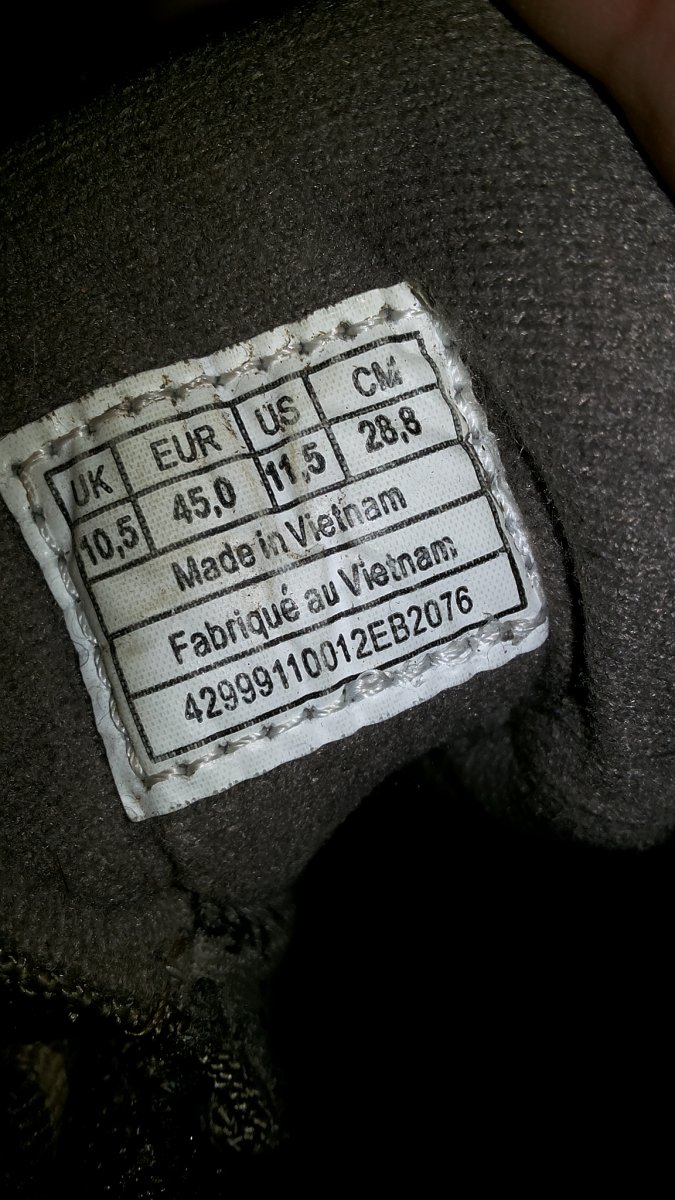 UK EUR US CM
10,5 45,0 11,5 28,8
Made in Vietnam
Fabriqué au Vietnam
42999110012EB2076